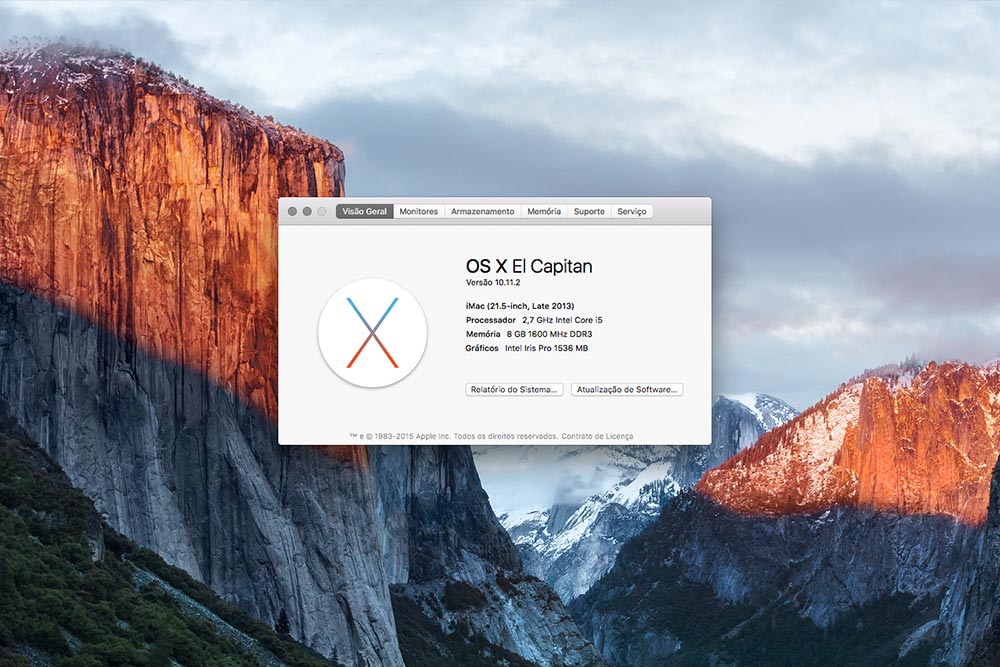 Visão Geral Monitores Armazenamento Memória Suporte Serviço
OS X El Capitan
Versão 10.11.2
iMac (21.5-inch, Late 2013)
Processador 2,7 GHz Intel Core i5
Memória 8 GB 1600 MHz DDR3
Gráficos Intel Iris Pro 1536 MB
Relatório do Sistema... Atualização de Software...
™ e © 1983-2015 Apple Inc. Todos os direitos reservados. Contrato de Licença